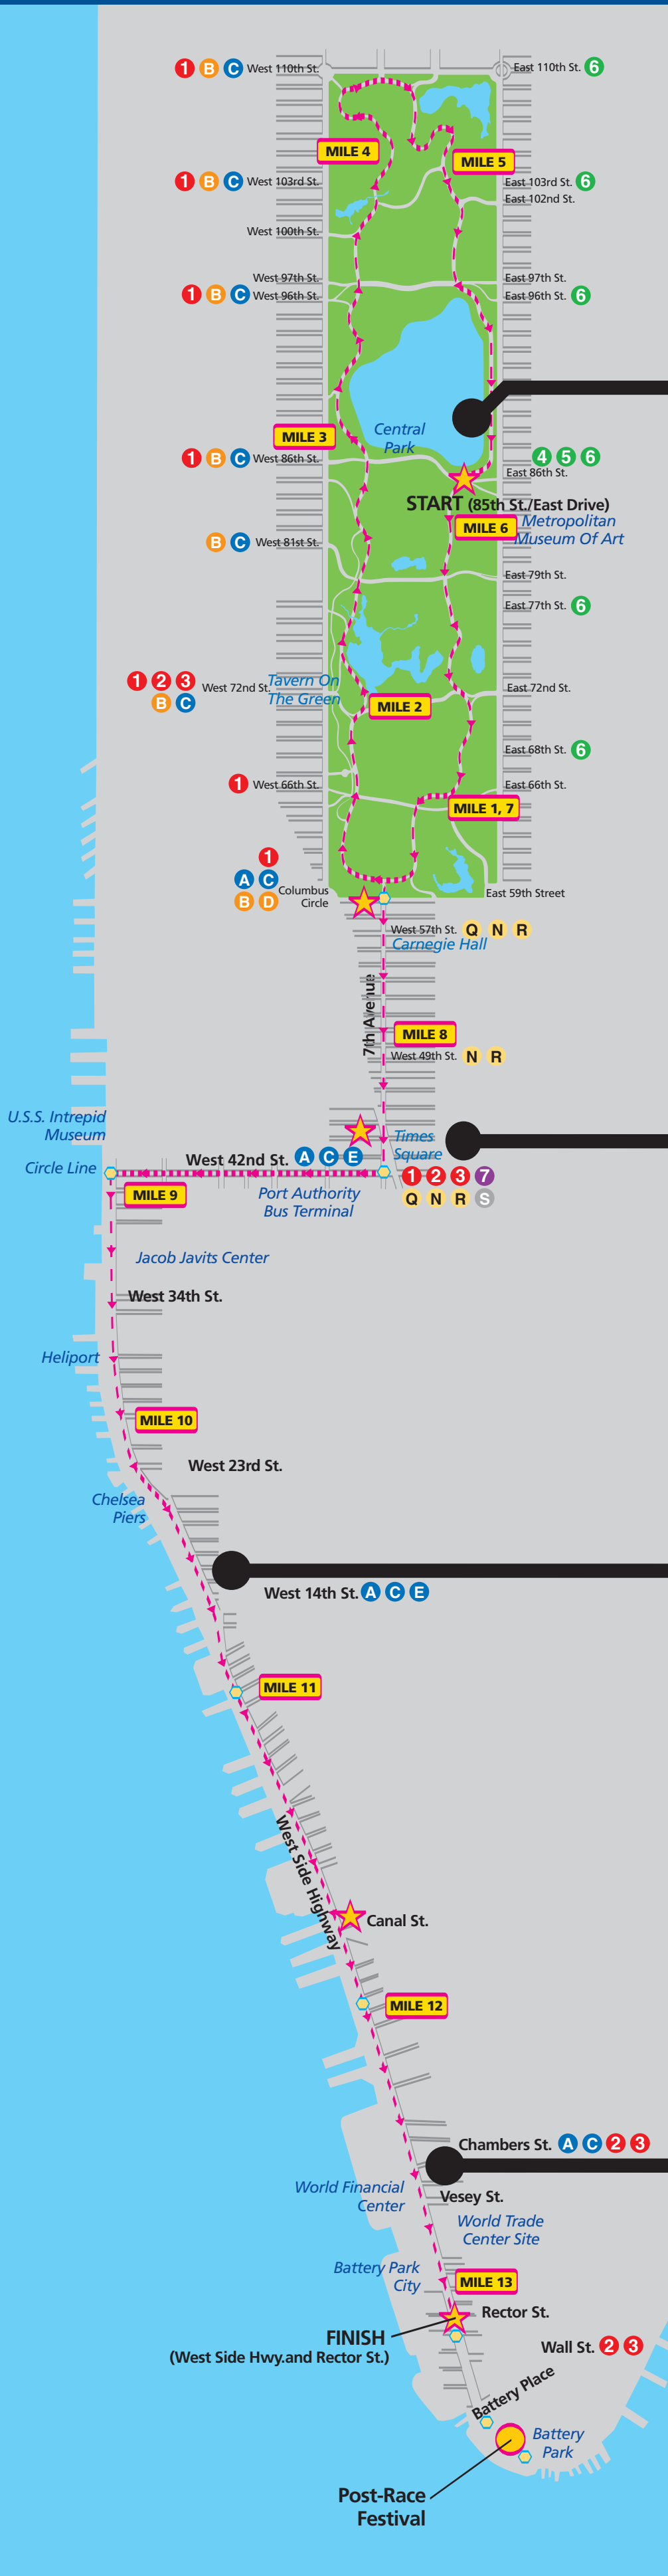 1 B C West 110th St.
East 110th St. 6
MILE 4
MILE 5
1 B C West 103rd St.
East 103rd St. 6
East 102nd St.
West 100th St.
West 97th St.
East 97th St.
1 B C West 96th St.
East 96th St. 6
Central
Park
MILE 3
1 B C West 86th St.
4 5 6
East 86th St.
START (85th St./East Drive)
MILE 6
Metropolitan
Museum Of Art
B C West 81st St.
East 79th St.
East 77th St. 6
1 2 3
B C
West 72nd St.
Tavern On
The Green
East 72nd St.
MILE 2
East 68th St. 6
1 West 66th St.
East 66th St.
MILE 1, 7
1
A C
B D
Columbus
Circle
East 59th Street
West 57th St. Q N R
Carnegie Hall
7th Avenue
MILE 8
West 49th St. N R
U.S.S. Intrepid
Museum
Times
Square
West 42nd St. A C E
Circle Line
1 2 3 7
Q N R S
MILE 9
Port Authority
Bus Terminal
Jacob Javits Center
West 34th St.
Heliport
MILE 10
West 23rd St.
Chelsea
Piers
West 14th St. A C E
MILE 11
West Side Highway
Canal St.
MILE 12
Chambers St. A C 2 3
World Financial
Center
Vesey St.
World Trade
Center Site
Battery Park
City
MILE 13
Rector St.
FINISH
(West Side Hwy.and Rector St.)
Wall St. 2 3
Battery Place
Battery
Park
Post-Race
Festival